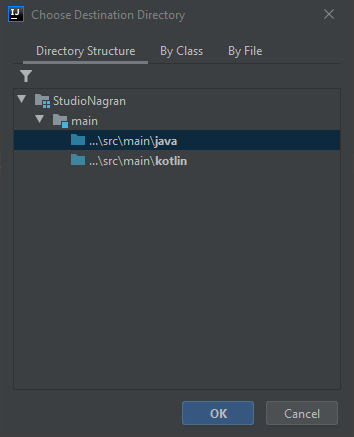 IJ Choose Destination Directory
Directory Structure By Class By File
StudioNagran
main
...\src\main\java
...\src\main\kotlin
OK Cancel